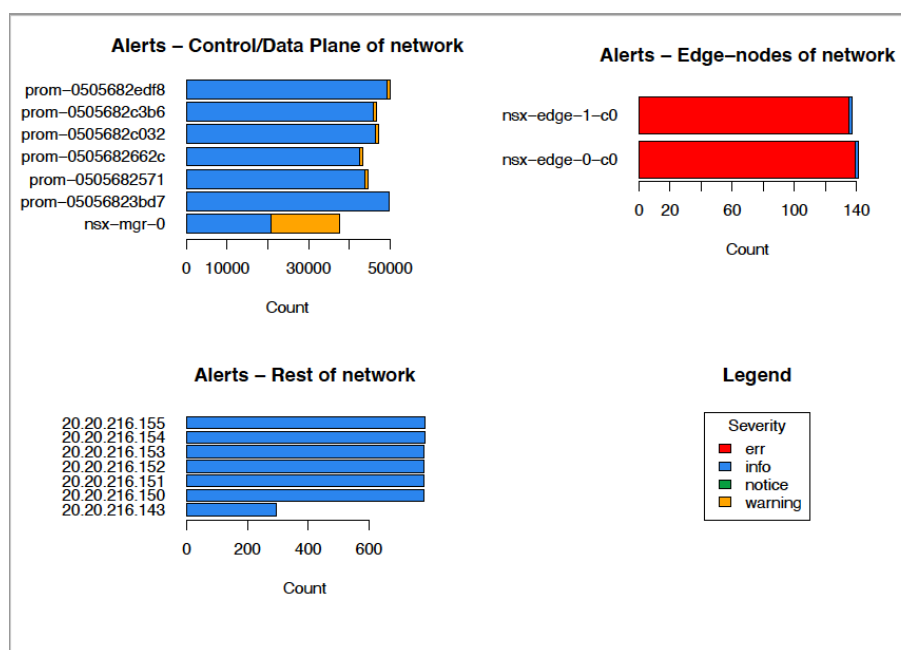 Alerts – Control/Data Plane of network
prom-0505682edf8
prom-0505682c3b6
prom-0505682c032
prom-0505682662c
prom-0505682571
prom-05056823bd7
nsx-mgr-0
0 10000 30000 50000
Count
Alerts – Edge–nodes of network
nsx-edge-1-c0
nsx-edge-0-c0
0 20 60 100 140
Count
Alerts – Rest of network
20.20.216.155
20.20.216.154
20.20.216.153
20.20.216.152
20.20.216.151
20.20.216.150
20.20.216.143
0 200 400 600
Count
Legend
Severity
err
info
notice
warning